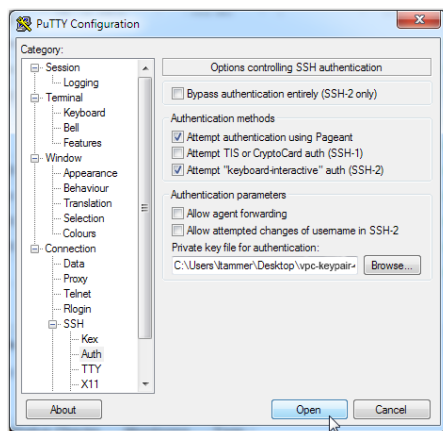 PuTTY Configuration
Category:
Session
Logging
Terminal
Keyboard
Bell
Features
Window
Appearance
Behaviour
Translation
Selection
Colours
Connection
Data
Proxy
Telnet
Rlogin
SSH
Kex
Auth
TTY
X11
Options controlling SSH authentication
Bypass authentication entirely (SSH-2 only)
Authentication methods
Attempt authentication using Pageant
Attempt TIS or CryptoCard auth (SSH-1)
Attempt "keyboard-interactive" auth (SSH-2)
Authentication parameters
Allow agent forwarding
Allow attempted changes of username in SSH-2
Private key file for authentication:
C:\Users\ltammer\Desktop\vpc-keypair- Browse...
About Open Cancel